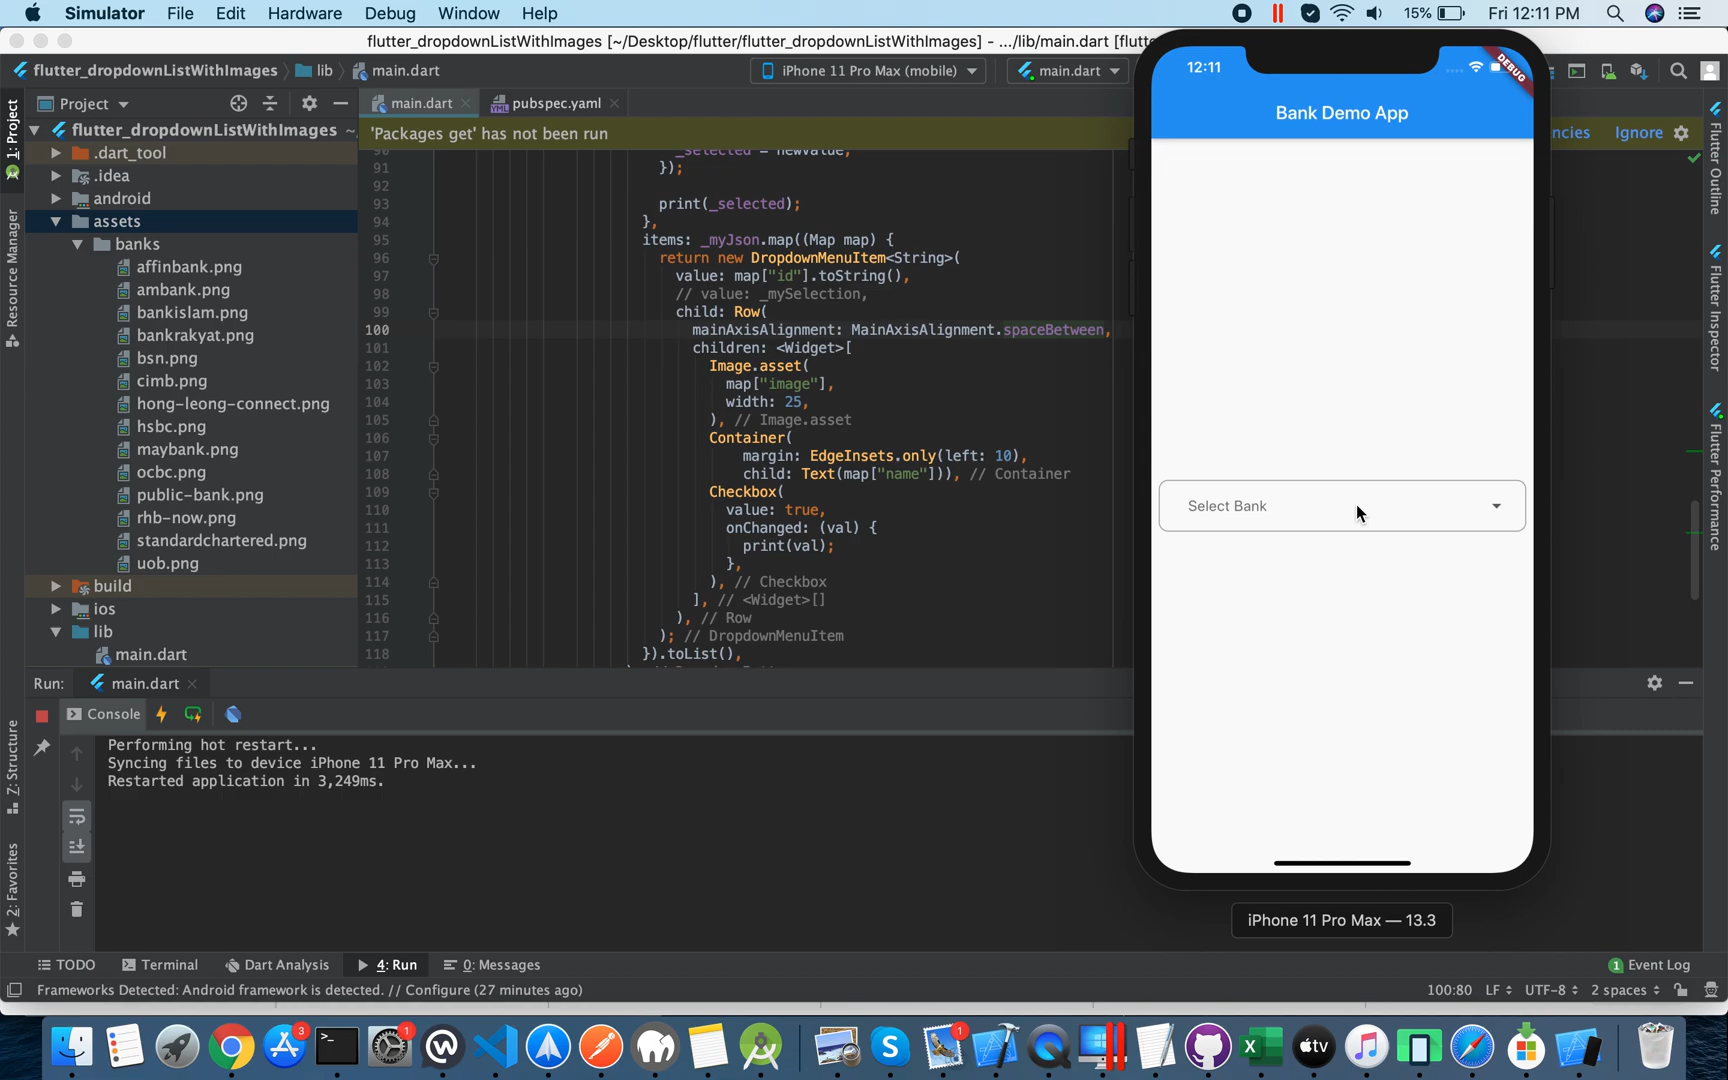 Simulator File Edit Hardware Debug Window Help 15% Fri 12:11 PM
flutter_dropdownListWithImages [~/Desktop/flutter/flutter_dropdownListWithImages] - .../lib/main.dart [flutte
flutter_dropdownListWithImages lib main.dart iPhone 11 Pro Max (mobile) main.dart
Project main.dart pubspec.yaml
'Packages get' has not been run ncies Ignore
1: Project
Resource Manager
Z: Structure
2: Favorites
flutter_dropdownListWithImages ~
.dart_tool
.idea
android
assets
banks
affinbank.png
ambank.png
bankislam.png
bankrakyat.png
bsn.png
cimb.png
hong-leong-connect.png
hsbc.png
maybank.png
ocbc.png
public-bank.png
rhb-now.png
standardchartered.png
uob.png
build
ios
lib
main.dart
90 _selected = newValue;
91 });
92
93 print(_selected);
94 },
95 items: _myJson.map((Map map) {
96 return new DropdownMenuItem<String>(
97 value: map["id"].toString(),
98 // value: _mySelection,
99 child: Row(
100 mainAxisAlignment: MainAxisAlignment.spaceBetween,
101 children: <Widget>[
102 Image.asset(
103 map["image"],
104 width: 25,
105 ), // Image.asset
106 Container(
107 margin: EdgeInsets.only(left: 10),
108 child: Text(map["name"])), // Container
109 Checkbox(
110 value: true,
111 onChanged: (val) {
112 print(val);
113 },
114 ), // Checkbox
115 ], // <Widget>[]
116 ), // Row
117 ); // DropdownMenuItem
118 }).toList(),
12:11
DEBUG
Bank Demo App
Select Bank
iPhone 11 Pro Max — 13.3
Flutter Outline
Flutter Inspector
Flutter Performance
Run: main.dart
Console
Performing hot restart...
Syncing files to device iPhone 11 Pro Max...
Restarted application in 3,249ms.
TODO Terminal Dart Analysis 4: Run 0: Messages 1 Event Log
Frameworks Detected: Android framework is detected. // Configure (27 minutes ago) 100:80 LF UTF-8 2 spaces
3 1 1 tv